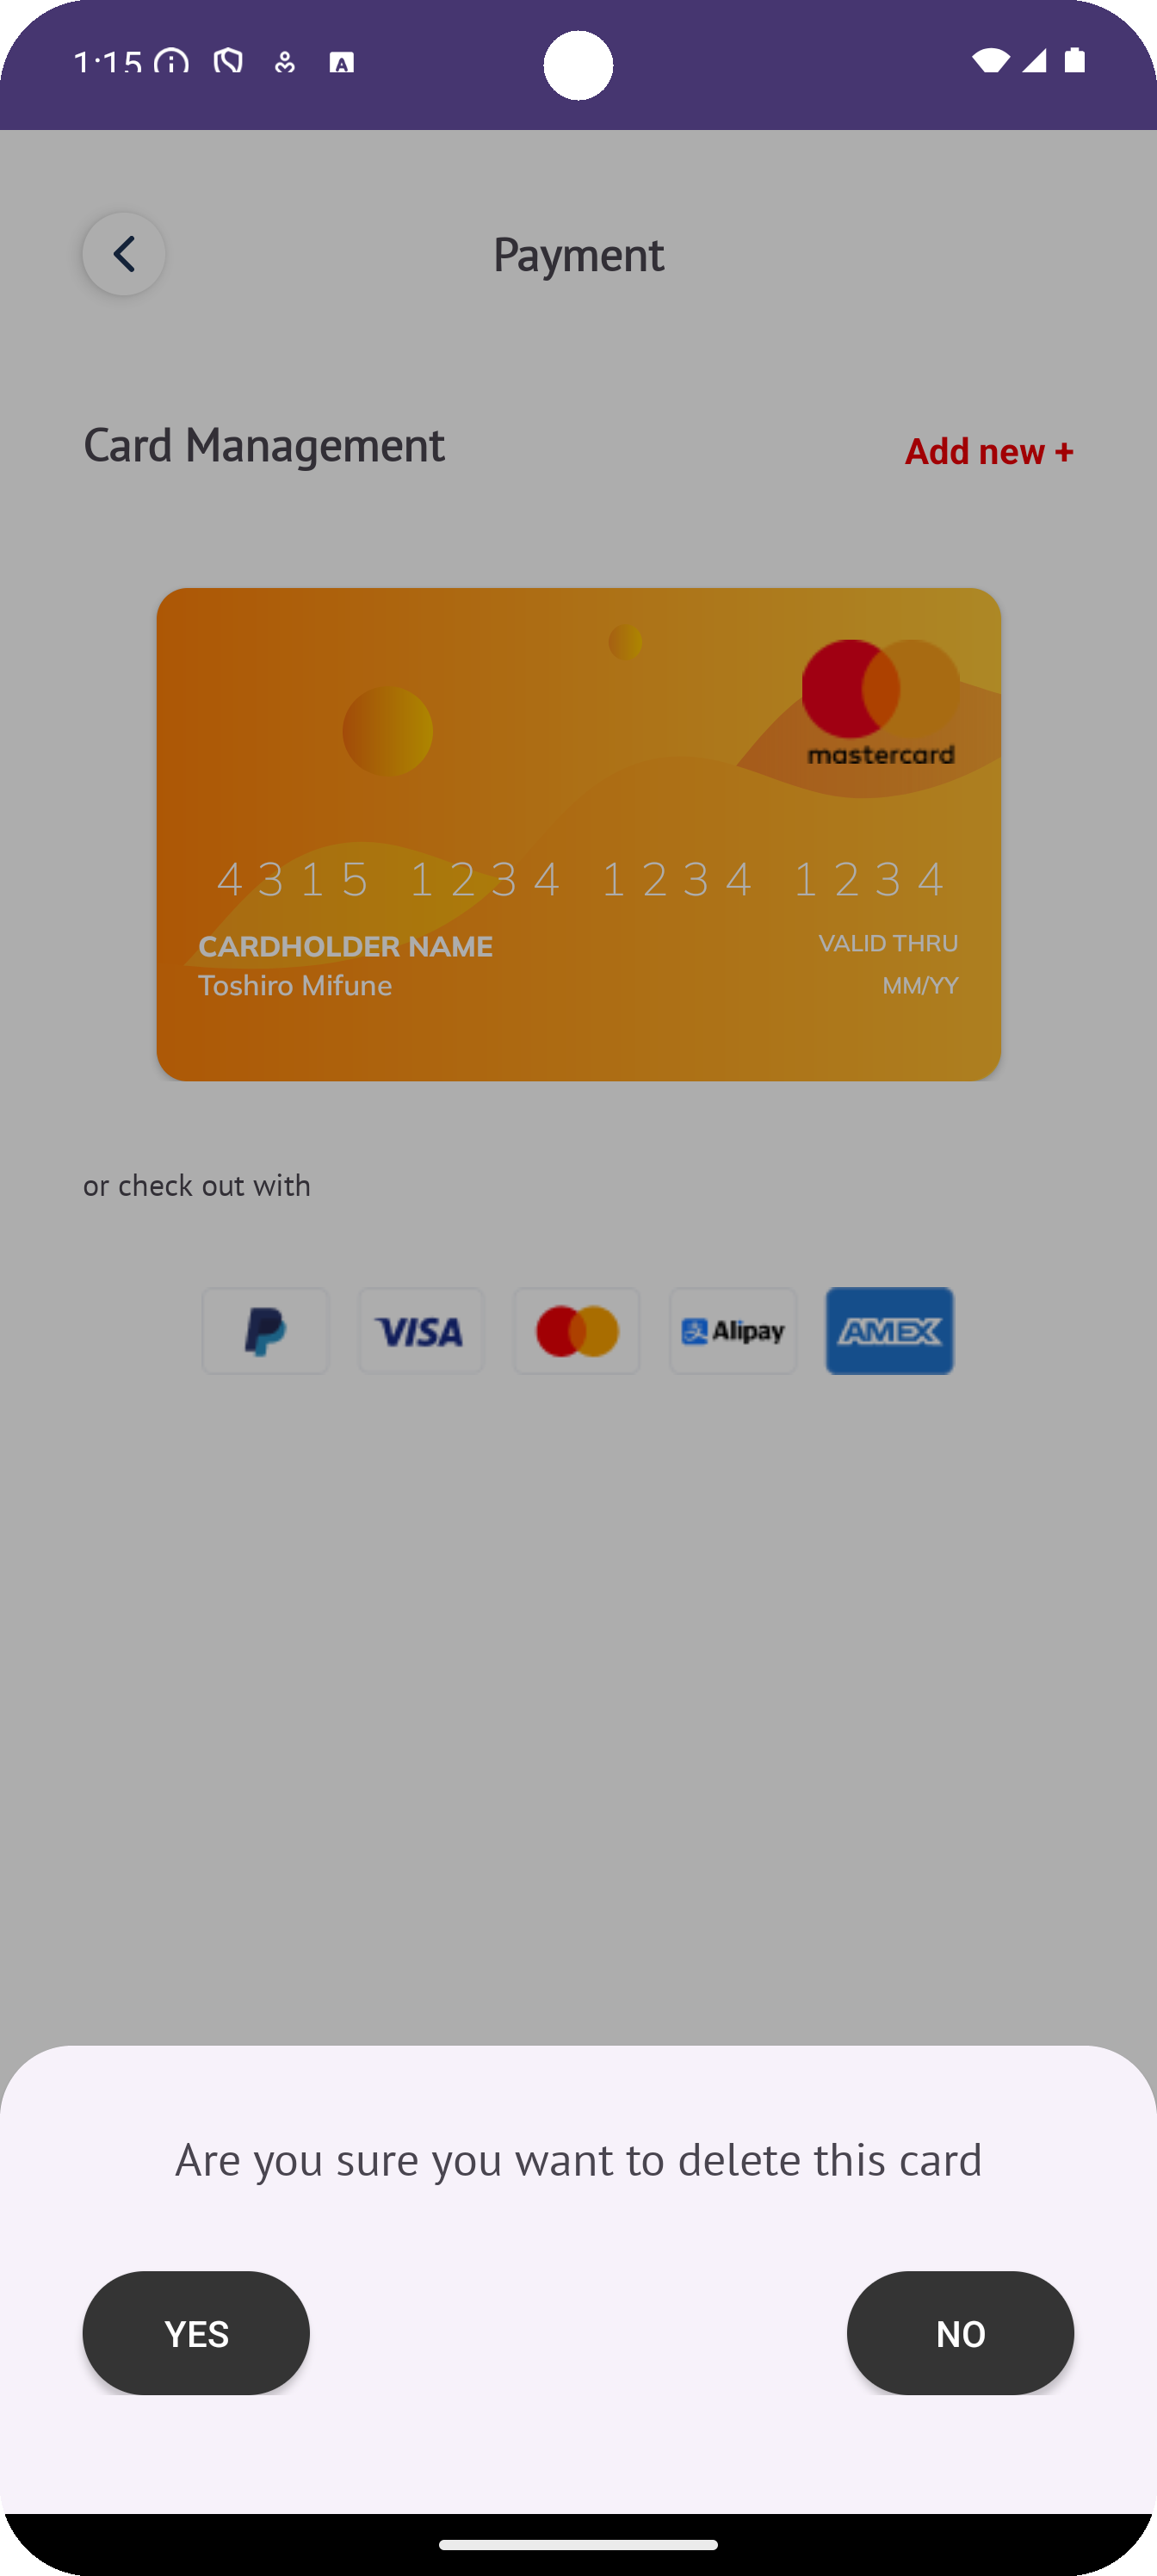 1:15
Payment
Card Management
Add new +
mastercard
4315 1234 1234 1234
CARDHOLDER NAME
VALID THRU
Toshiro Mifune
MM/YY
or check out with
VISA
Alipay
AMEX
Are you sure you want to delete this card
YES
NO